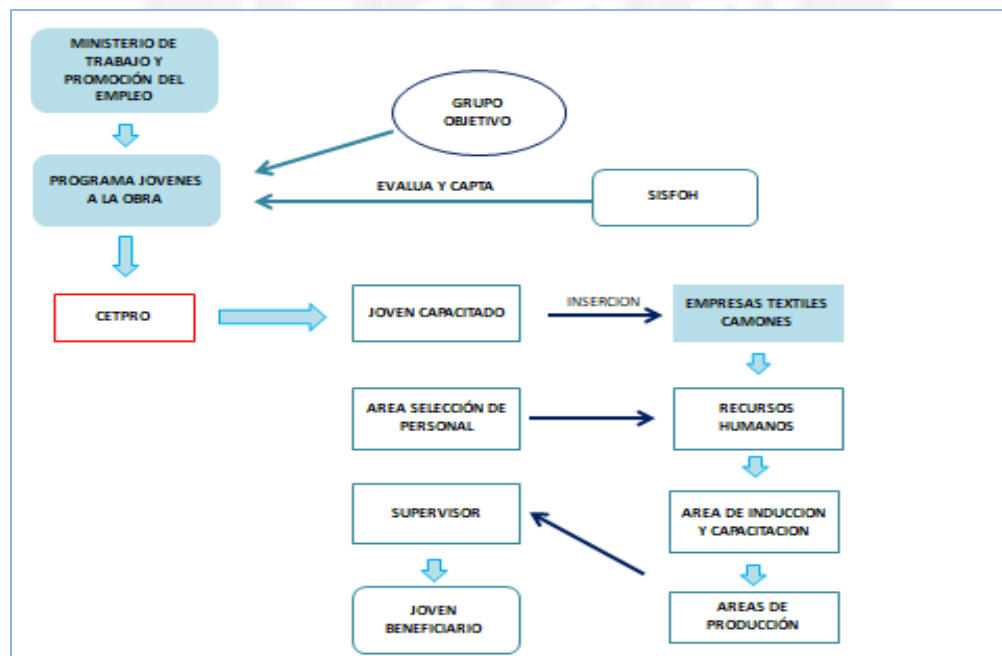 MINISTERIO DE
TRABAJO Y
PROMOCIÓN DEL
EMPLEO
GRUPO
OBJETIVO
PROGRAMA JOVENES
A LA OBRA
EVALUA Y CAPTA
SISFOH
CETPRO
JOVEN CAPACITADO
INSERCION
EMPRESAS TEXTILES
CAMONES
AREA SELECCIÓN DE
PERSONAL
RECURSOS
HUMANOS
SUPERVISOR
AREA DE INDUCCION
Y CAPACITACION
JOVEN
BENEFICIARIO
AREAS DE
PRODUCCIÓN